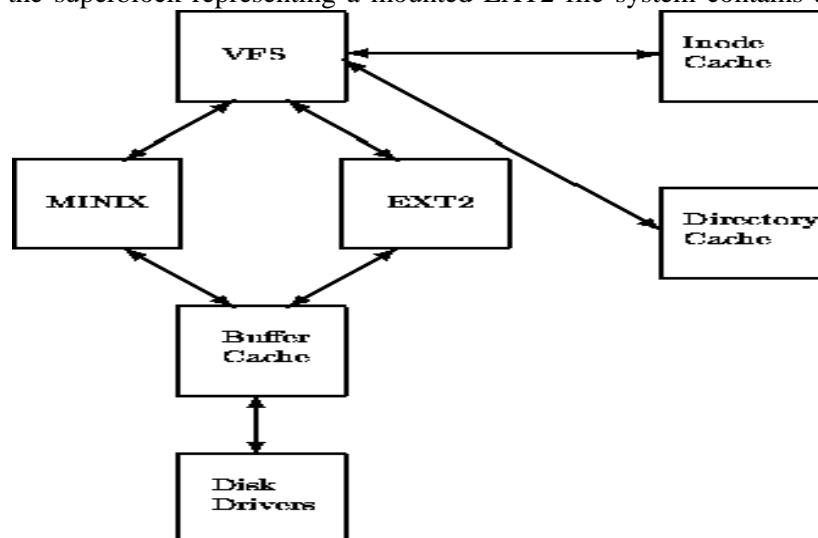 the superblock representing a mounted EXT2 file system contains
VFS
Inode
Cache
MINIX
EXT2
Directory
Cache
Buffer
Cache
Disk
Drivers